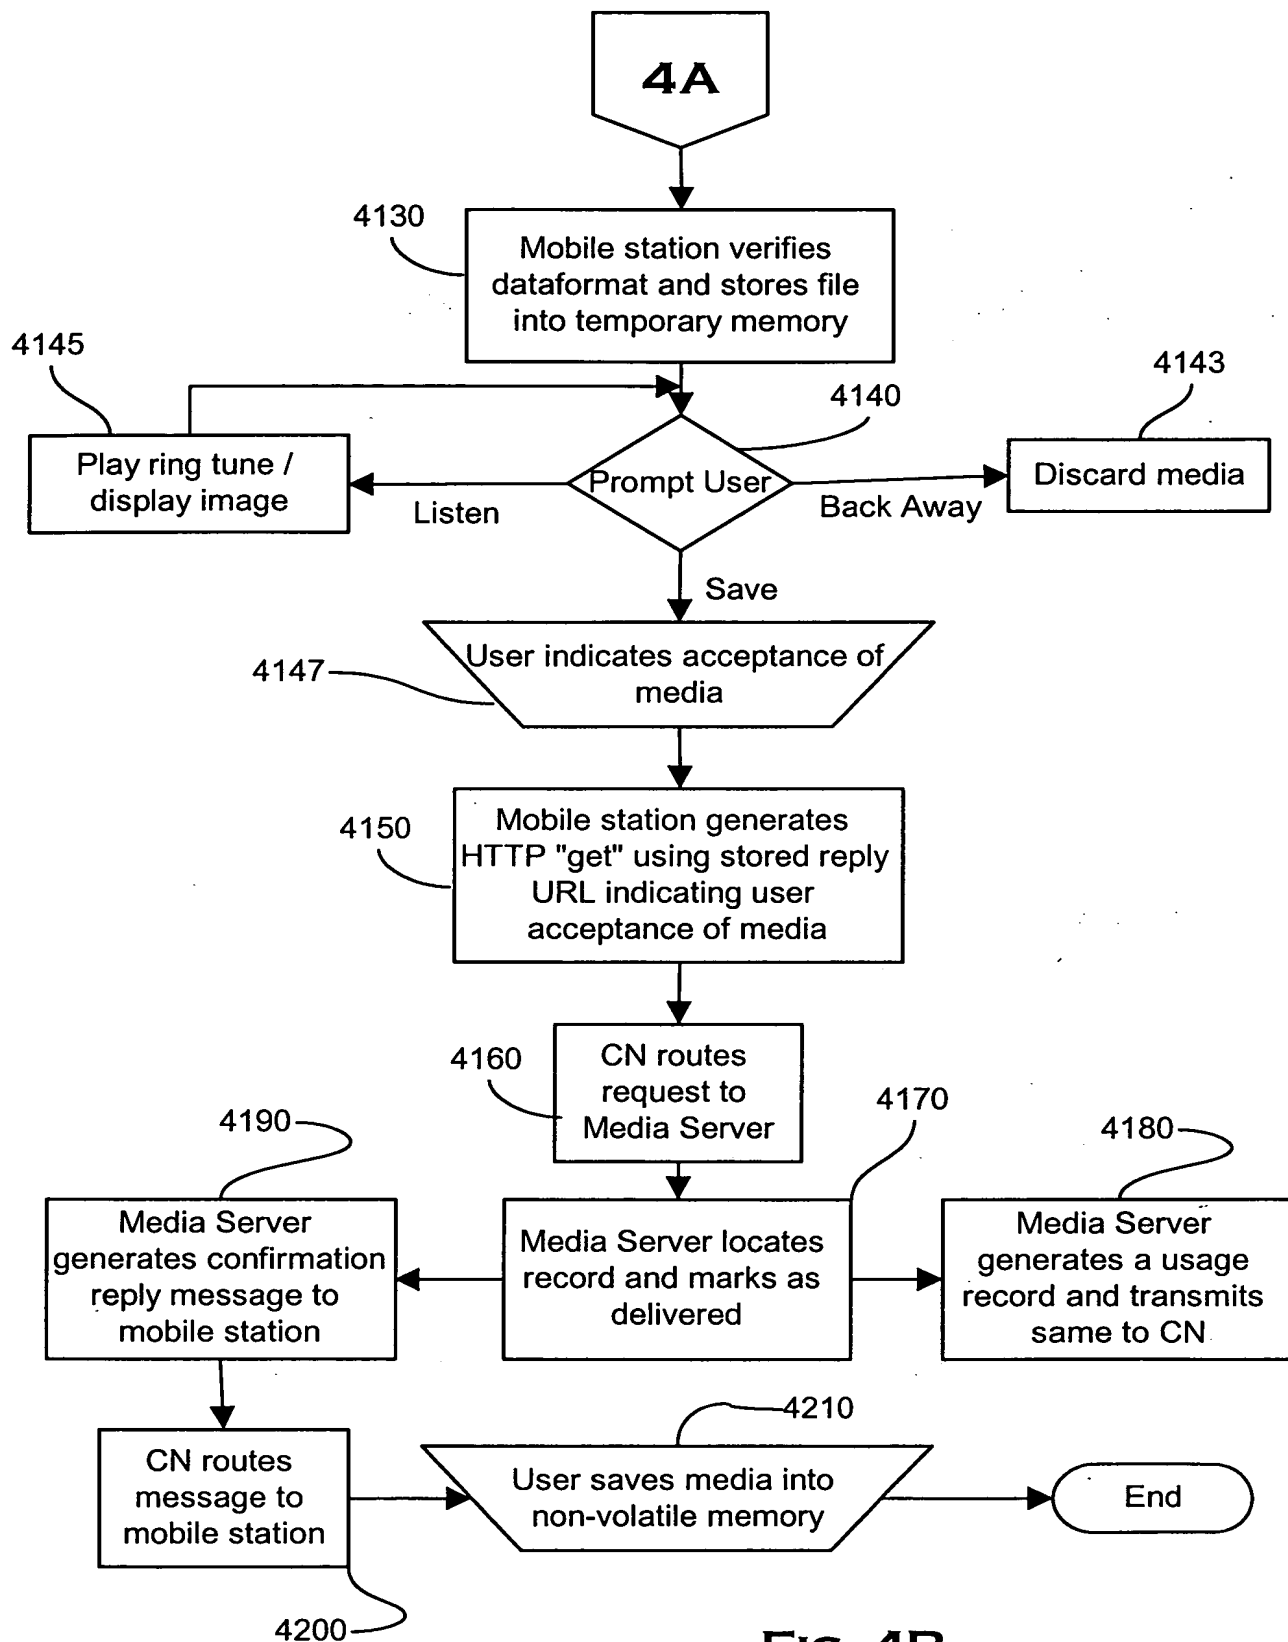 4A
4130
Mobile station verifies
dataformat and stores file
into temporary memory
4145
4143
4140
Play ring tune /
display image
Prompt User
Discard media
Listen
Back Away
Save
4147
User indicates acceptance of
media
4150
Mobile station generates
HTTP "get" using stored reply
URL indicating user
acceptance of media
4160
CN routes
request to
Media Server
4170
4190
4180
Media Server
generates confirmation
reply message to
mobile station
Media Server locates
record and marks as
delivered
Media Server
generates a usage
record and transmits
same to CN
4210
CN routes
message to
mobile station
User saves media into
non-volatile memory
End
4200
FIG. 4B